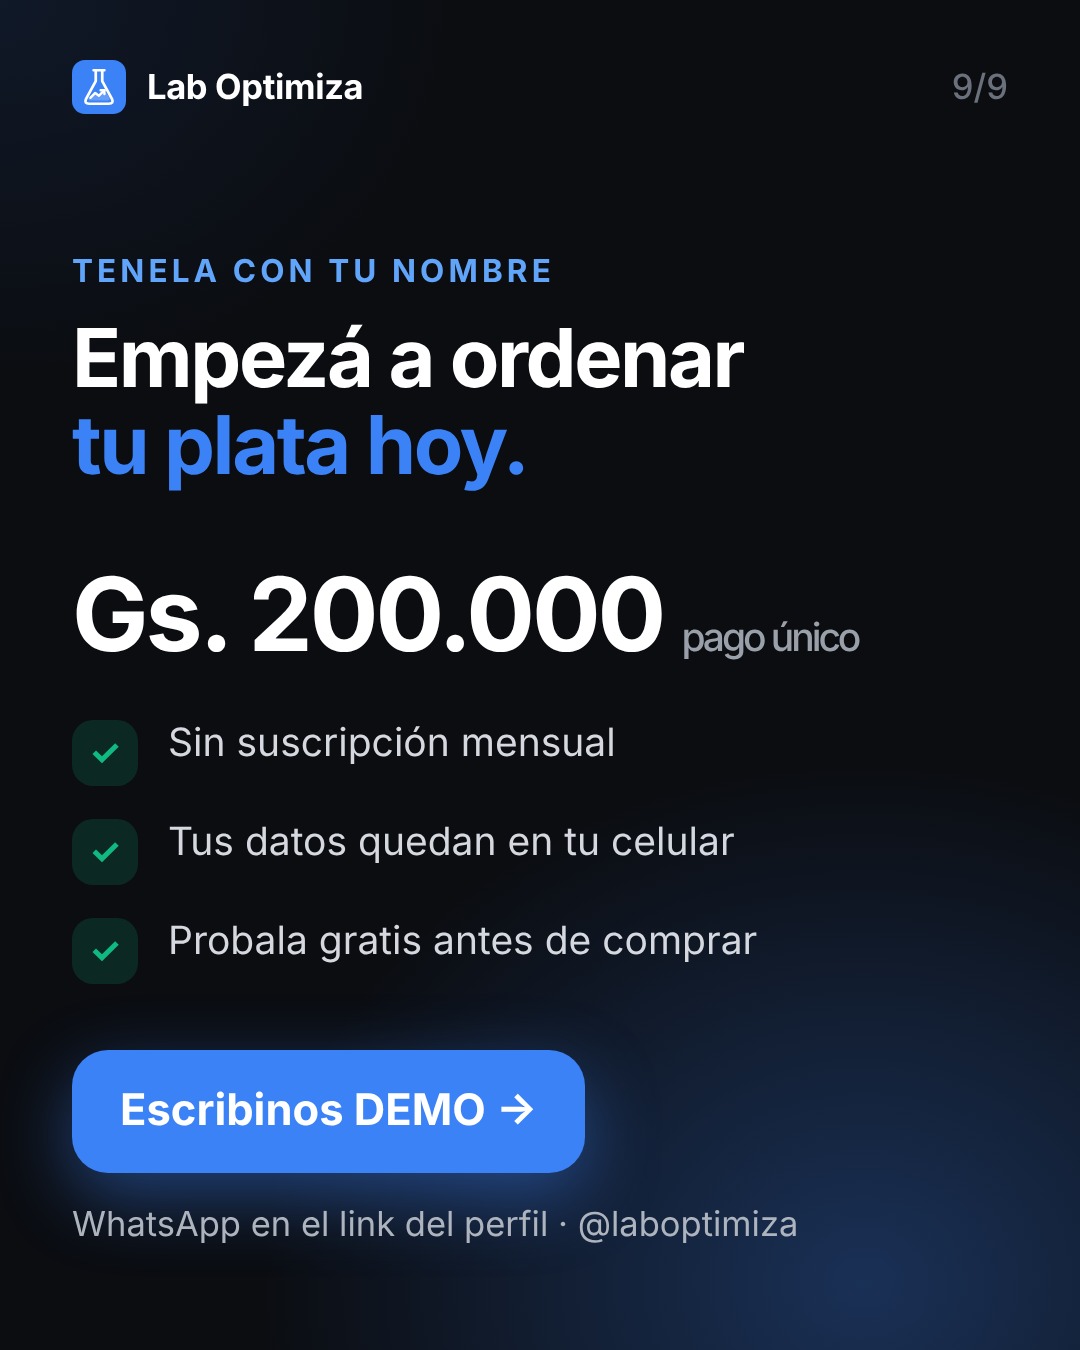 Lab Optimiza
9/9
TENELA CON TU NOMBRE
Empezá a ordenar
tu plata hoy.
Gs. 200.000 pago único
Sin suscripción mensual
Tus datos quedan en tu celular
Probala gratis antes de comprar
Escribinos DEMO →
WhatsApp en el link del perfil · @laboptimiza